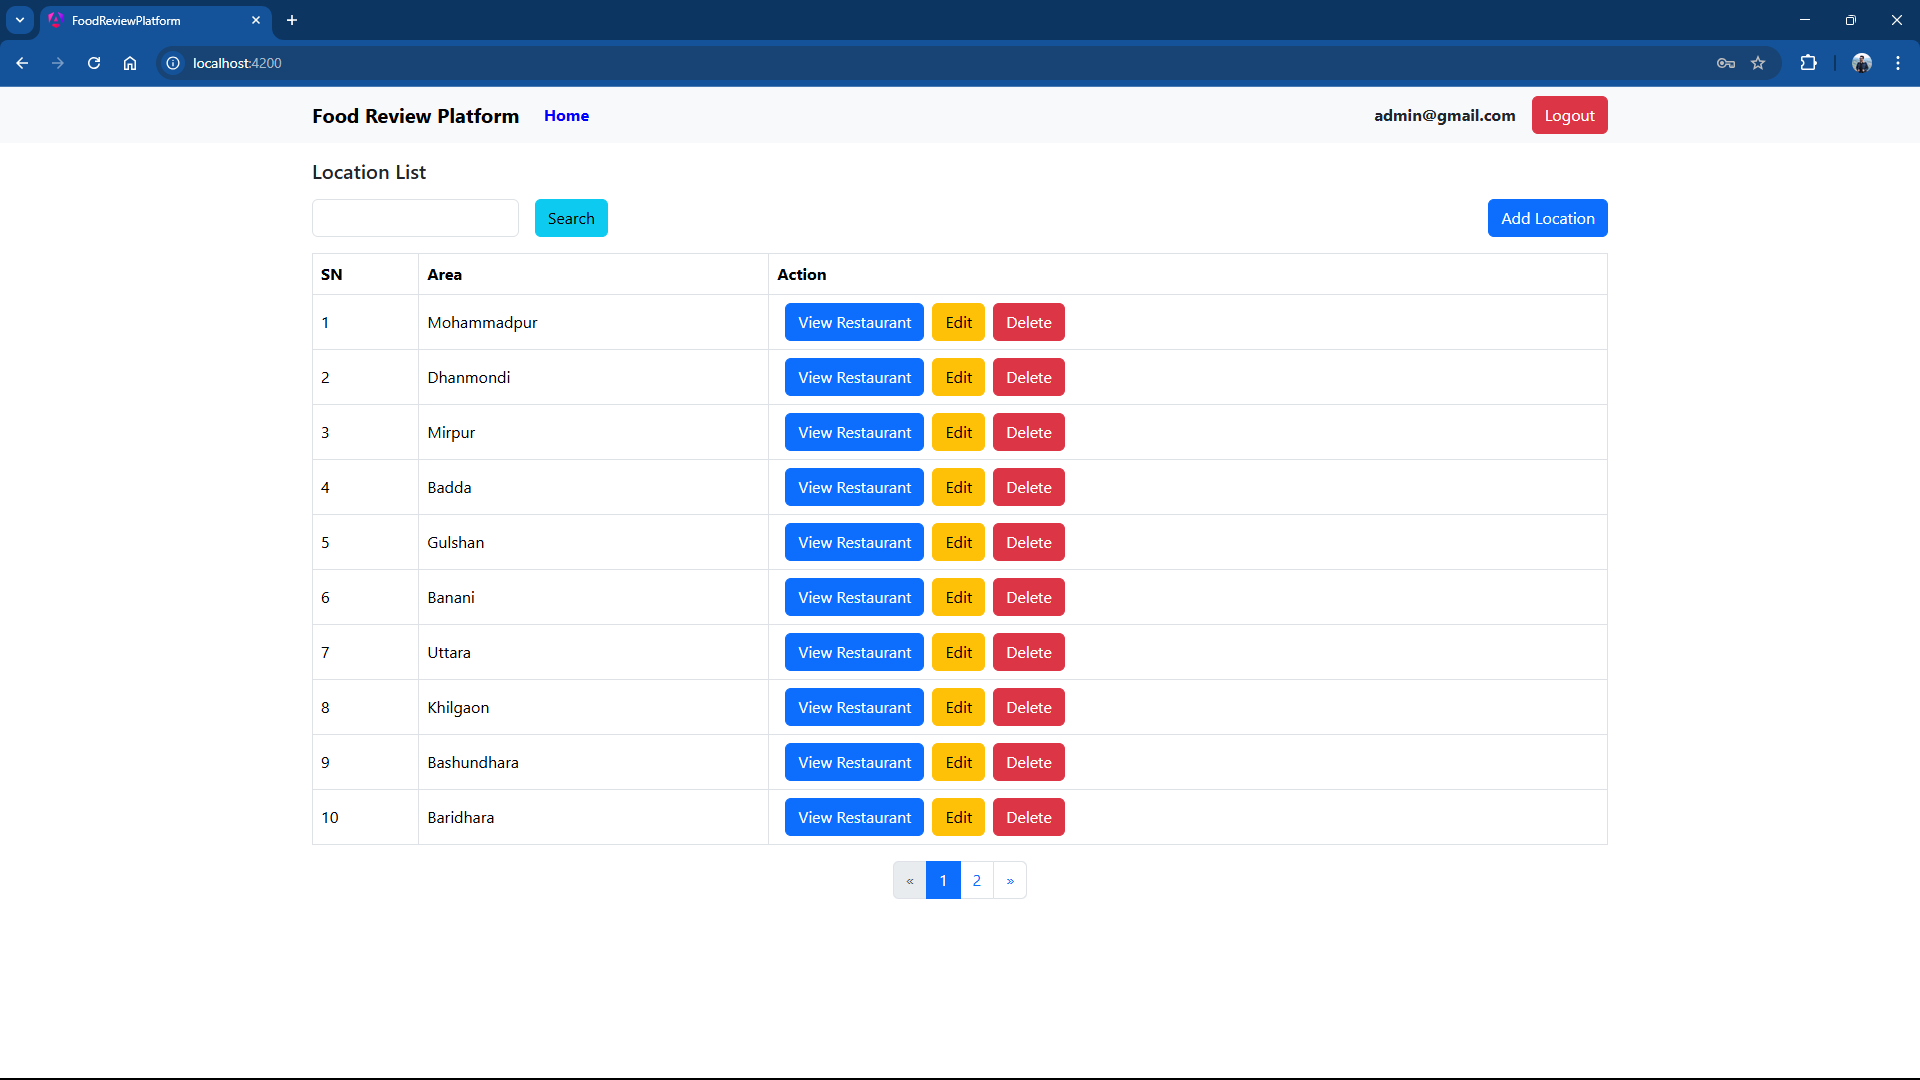 FoodReviewPlatform
localhost:4200
Food Review Platform Home admin@gmail.com Logout
Location List
Search Add Location
SN Area Action
1 Mohammadpur View Restaurant Edit Delete
2 Dhanmondi View Restaurant Edit Delete
3 Mirpur View Restaurant Edit Delete
4 Badda View Restaurant Edit Delete
5 Gulshan View Restaurant Edit Delete
6 Banani View Restaurant Edit Delete
7 Uttara View Restaurant Edit Delete
8 Khilgaon View Restaurant Edit Delete
9 Bashundhara View Restaurant Edit Delete
10 Baridhara View Restaurant Edit Delete
« 1 2 »